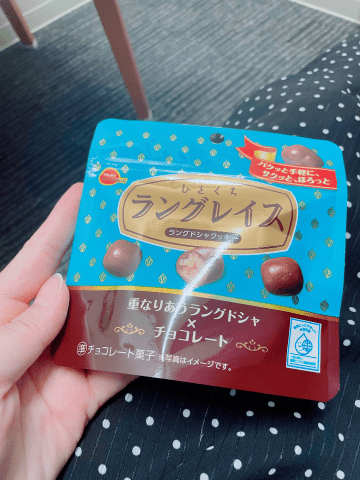 パクッと手軽に、
サクッと、ほろっと
ひとくち
ラングレイス
ラングドシャクッキー
重なりあうラングドシャ
×
チョコレート
準チョコレート菓子 ※写真はイメージです。